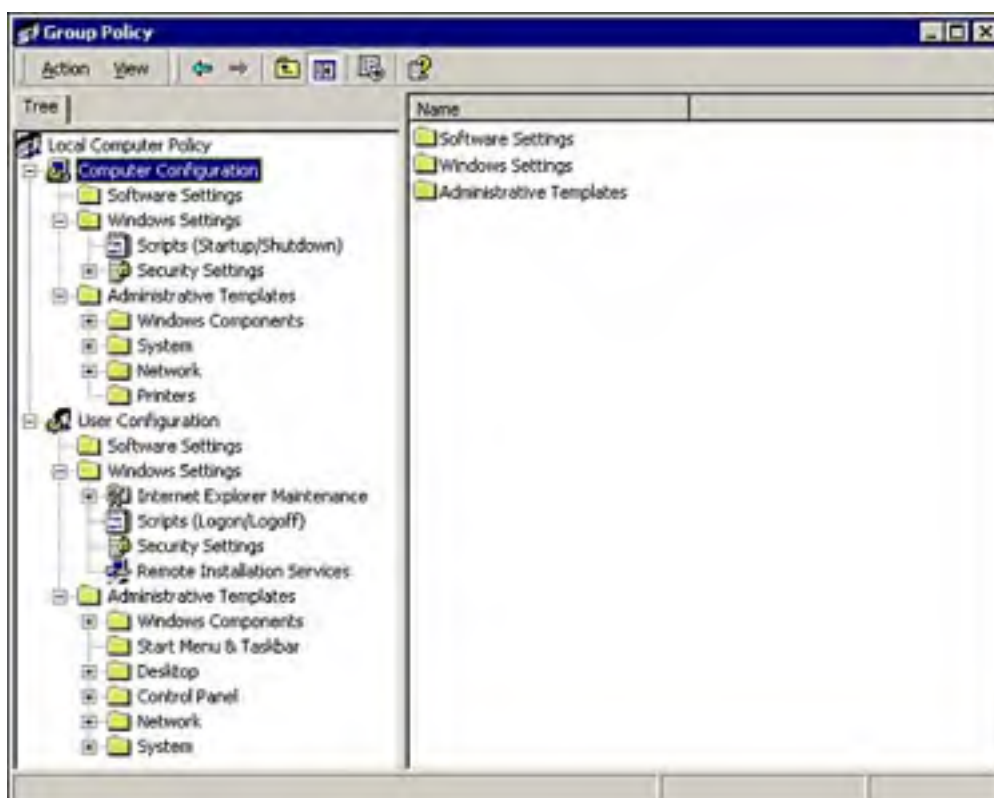 Group Policy
Action View
Tree
Name
Local Computer Policy
Computer Configuration
Software Settings
Windows Settings
Scripts (Startup/Shutdown)
Security Settings
Administrative Templates
Windows Components
System
Network
Printers
User Configuration
Software Settings
Windows Settings
Internet Explorer Maintenance
Scripts (Logon/Logoff)
Security Settings
Remote Installation Services
Administrative Templates
Windows Components
Start Menu & Taskbar
Desktop
Control Panel
Network
System
Software Settings
Windows Settings
Administrative Templates